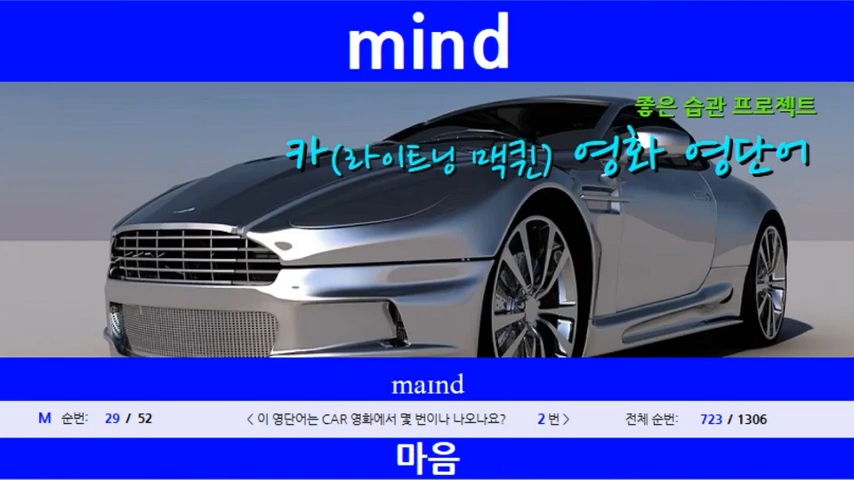 mind
좋은 습관 프로젝트
카(라이트닝 맥퀸) 영화 영단어
maɪnd
M 순번: 29 / 52 < 이 영단어는 CAR 영화에서 몇 번이나 나오나요? 2 번 > 전체 순번: 723 / 1306
마음